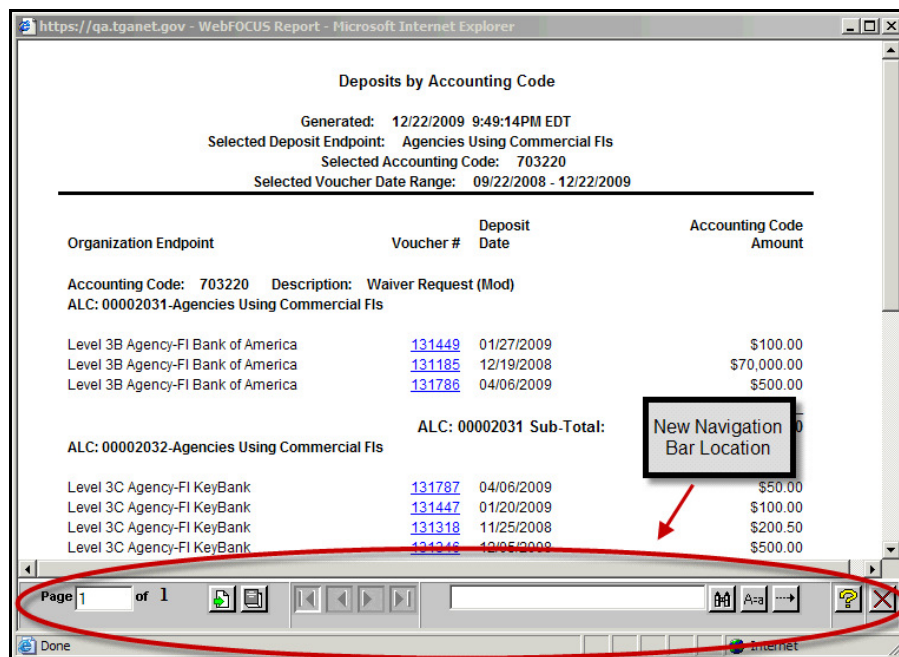 https://qa.tganet.gov - WebFOCUS Report - Microsoft Internet Explorer
Deposits by Accounting Code
Generated: 12/22/2009 9:49:14PM EDT
Selected Deposit Endpoint: Agencies Using Commercial FIs
Selected Accounting Code: 703220
Selected Voucher Date Range: 09/22/2008 - 12/22/2009
Organization Endpoint Voucher # Deposit Date Accounting Code Amount
Accounting Code: 703220 Description: Waiver Request (Mod)
ALC: 00002031-Agencies Using Commercial FIs
Level 3B Agency-FI Bank of America 131449 01/27/2009 $100.00
Level 3B Agency-FI Bank of America 131185 12/19/2008 $70,000.00
Level 3B Agency-FI Bank of America 131786 04/06/2009 $500.00
ALC: 00002031 Sub-Total:
New Navigation
Bar Location
ALC: 00002032-Agencies Using Commercial FIs
Level 3C Agency-FI KeyBank 131787 04/06/2009 $50.00
Level 3C Agency-FI KeyBank 131447 01/20/2009 $100.00
Level 3C Agency-FI KeyBank 131318 11/25/2008 $200.50
Level 3C Agency-FI KeyBank 131346 12/05/2008 $500.00
Page 1 of 1
A=a
Done Internet